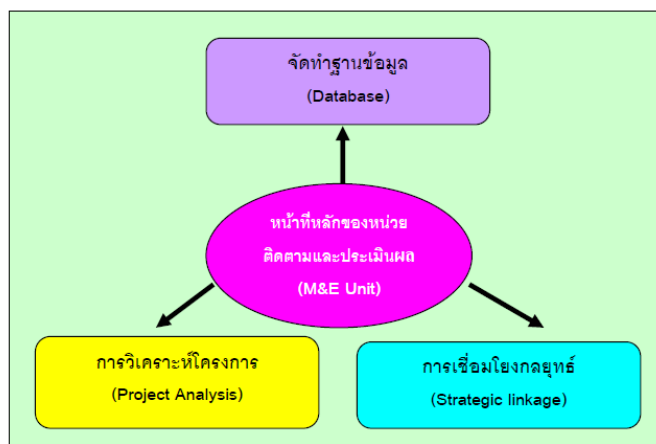 จัดทำฐานข้อมูล
(Database)
หน้าที่หลักของหน่วย
ติดตามและประเมินผล
(M&E Unit)
การวิเคราะห์โครงการ
(Project Analysis)
การเชื่อมโยงกลยุทธ์
(Strategic linkage)